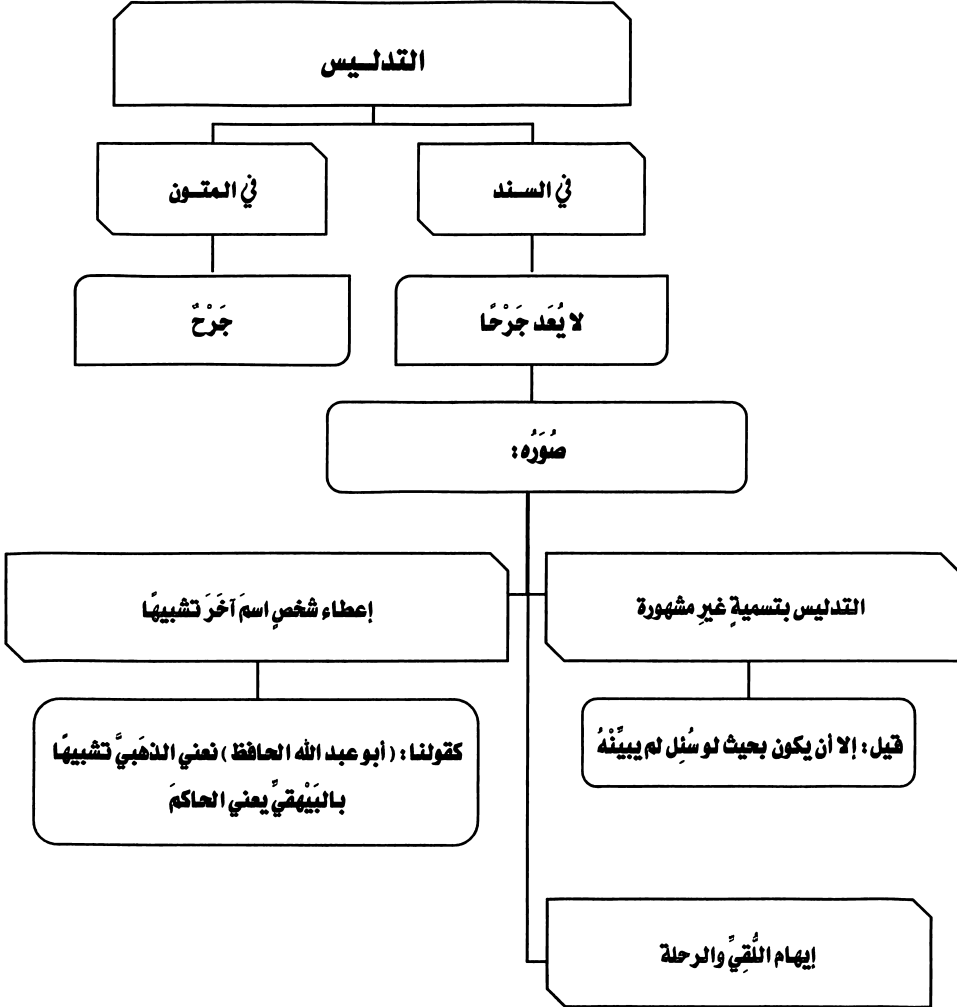 التدليس
في السند
في المتون
لا يُعَد جَرْحًا
جَرْحٌ
صُوَرُه:
التدليس بتسميةٍ غيرِ مشهورة
إعطاء شخصٍ اسمَ آخَرَ تشبيهًا
قيل: إلا أن يكون بحيث لو سُئِل لم يبيِّنْهُ
كقولنا: (أبو عبد الله الحافظ) نعني الذهَبيَّ تشبيهًا
بالبَيْهقيِّ يعني الحاكمَ
إيهام اللُّقِيِّ والرحلة